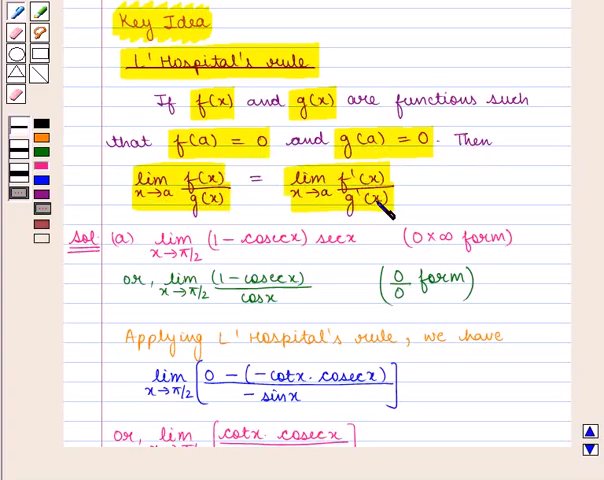 Key Idea
L' Hospital's rule
If f(x) and g(x) are functions such
that f(a) = 0 and g(a) = 0. Then
lim x→a f(x)/g(x) = lim x→a f'(x)/g'(x)
Sol (a) lim x→π/2 (1 - cosecx) secx (0 × ∞ form)
or, lim x→π/2 (1 - cosecx)/cosx (0/0 form)
Applying L' Hospital's rule, we have
lim x→π/2 [0 - (-cotx. cosecx)/-sinx]
or, lim x→π/2 [cotx. cosecx